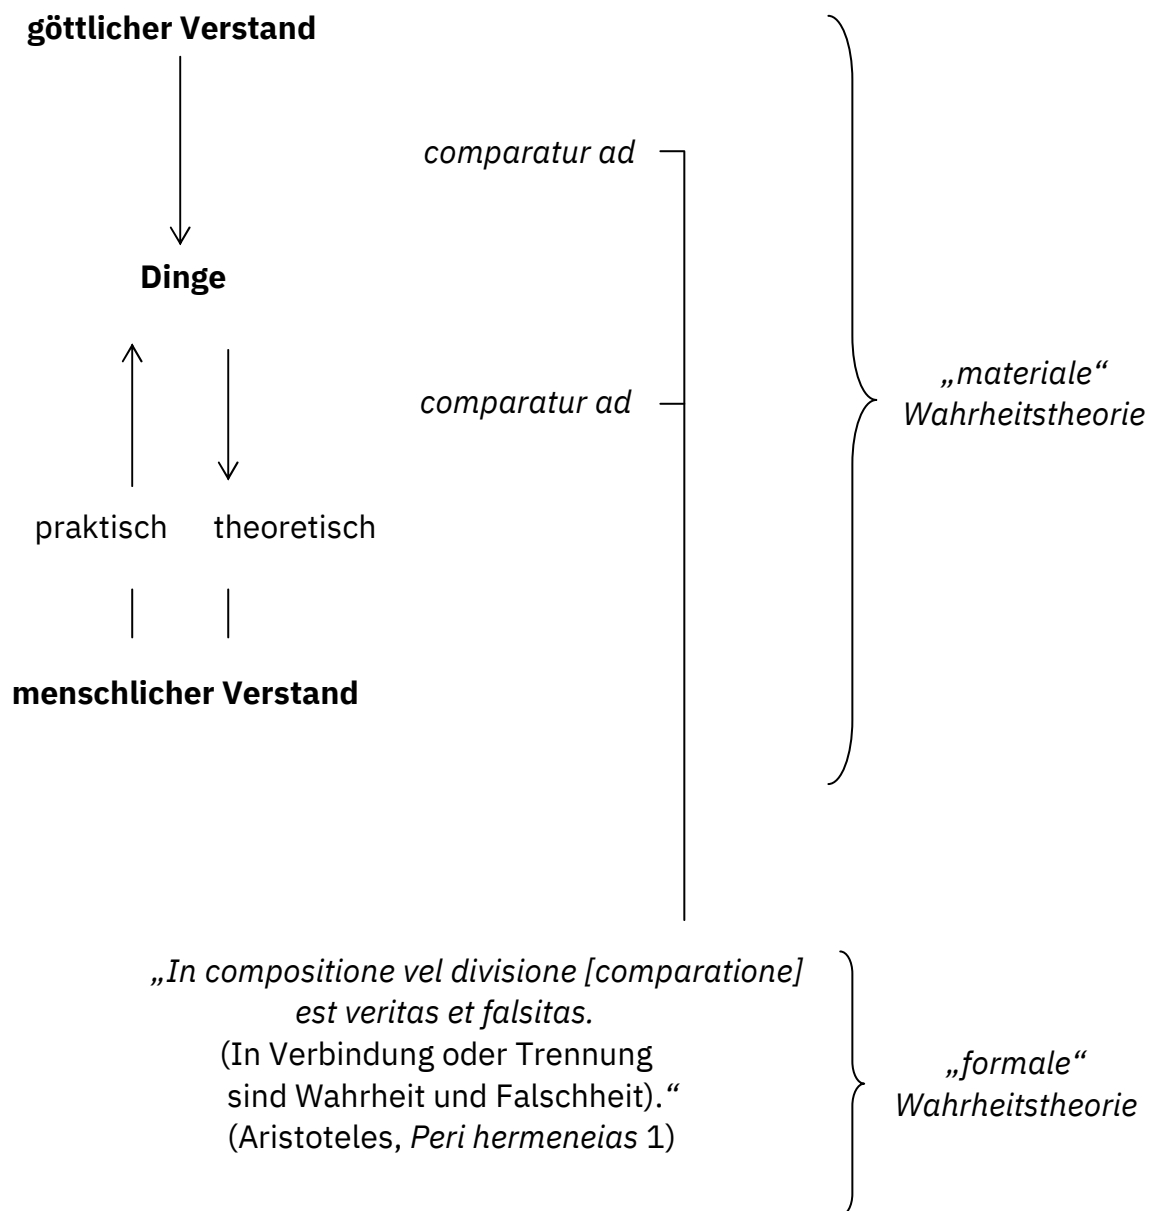 göttlicher Verstand
comparatur ad
Dinge
„materiale“
Wahrheitstheorie
comparatur ad
praktisch theoretisch
menschlicher Verstand
„In compositione vel divisione [comparatione]
est veritas et falsitas.
(In Verbindung oder Trennung
sind Wahrheit und Falschheit).“
(Aristoteles, Peri hermeneias 1)
„formale“
Wahrheitstheorie